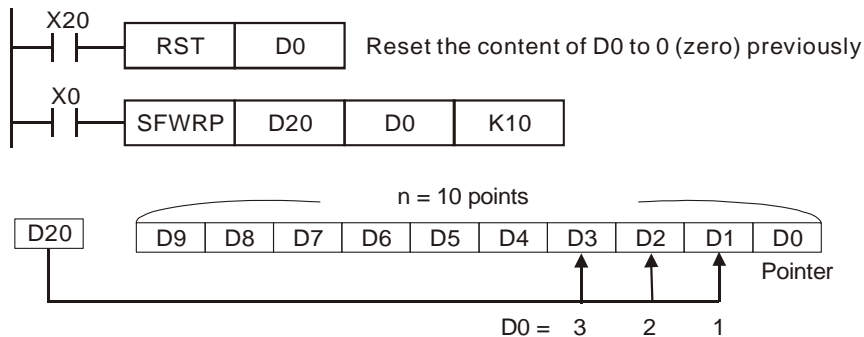 X20
RST D0 Reset the content of D0 to 0 (zero) previously
X0
SFWRP D20 D0 K10
n = 10 points
D20 D9 D8 D7 D6 D5 D4 D3 D2 D1 D0
Pointer
D0 = 3 2 1